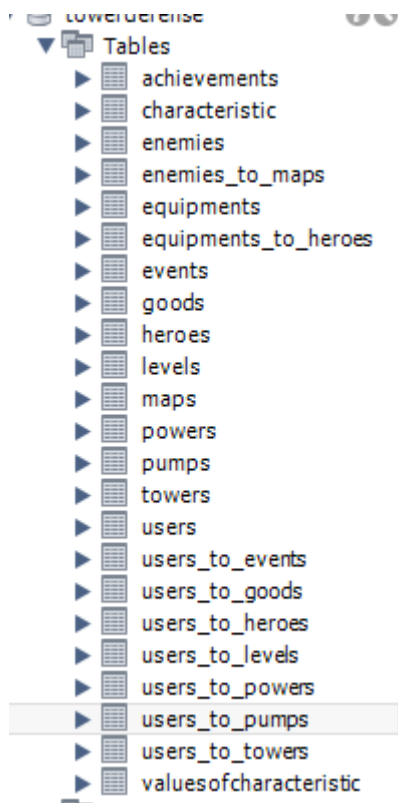 towerdefense
Tables
achievements
characteristic
enemies
enemies_to_maps
equipments
equipments_to_heroes
events
goods
heroes
levels
maps
powers
pumps
towers
users
users_to_events
users_to_goods
users_to_heroes
users_to_levels
users_to_powers
users_to_pumps
users_to_towers
valuesofcharacteristic